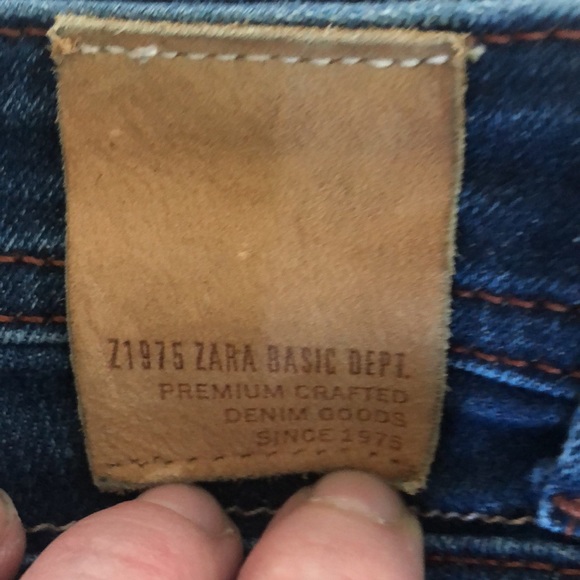 Z1975 ZARA BASIC DEPT.
PREMIUM CRAFTED
DENIM GOODS
SINCE 1975